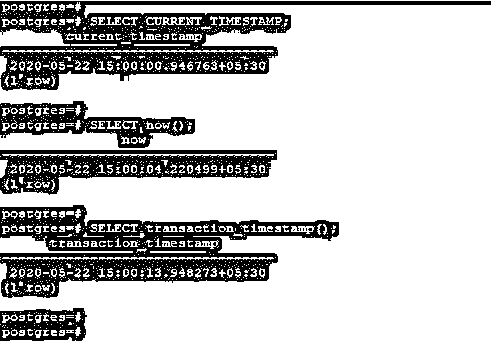 postgres=#
postgres=# SELECT CURRENT_TIMESTAMP;
current_timestamp
2020-05-22 15:00:00.946763+05:30
(1 row)
postgres=#
postgres=# SELECT now();
now
2020-05-22 15:00:04.220499+05:30
(1 row)
postgres=#
postgres=# SELECT transaction_timestamp();
transaction_timestamp
2020-05-22 15:00:13.948273+05:30
(1 row)
postgres=#
postgres=#